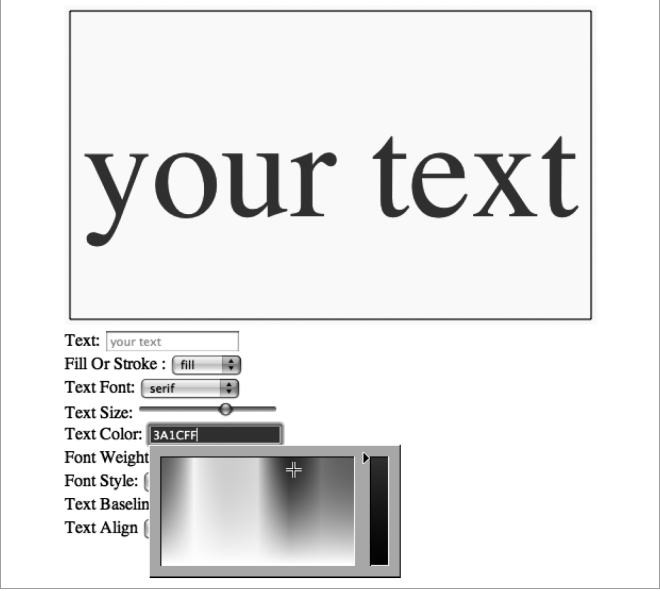 your text
Text: your text
Fill Or Stroke : fill
Text Font: serif
Text Size:
Text Color: 3A1CFF
Font Weight
Font Style:
Text Baselin
Text Align